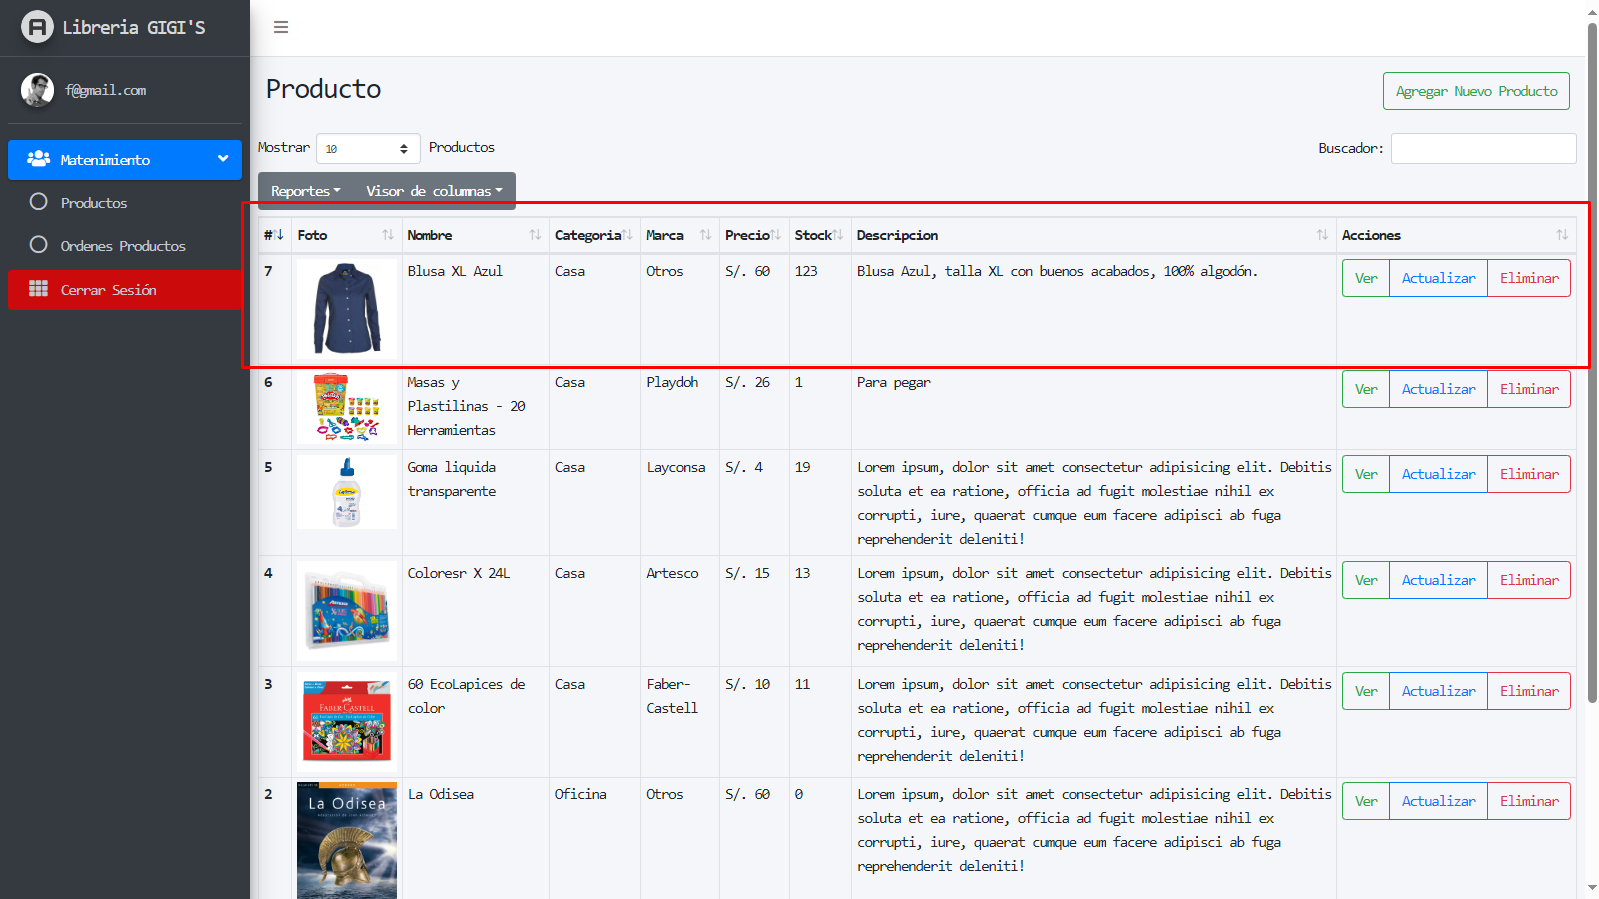 Libreria GIGI'S
f@gmail.com
Matenimiento
Productos
Ordenes Productos
Cerrar Sesión
Producto
Agregar Nuevo Producto
Mostrar 10 Productos
Buscador:
Reportes Visor de columnas
# Foto Nombre Categoria Marca Precio Stock Descripcion Acciones
7 Blusa XL Azul Casa Otros S/. 60 123 Blusa Azul, talla XL con buenos acabados, 100% algodón. Ver Actualizar Eliminar
6 Masas y Casa Playdoh S/. 26 1 Para pegar Ver Actualizar Eliminar
Plastilinas - 20
Herramientas
5 Goma liquida Casa Layconsa S/. 4 19 Lorem ipsum, dolor sit amet consectetur adipisicing elit. Debitis Ver Actualizar Eliminar
transparente soluta et ea ratione, officia ad fugit molestiae nihil ex
corrupti, iure, quaerat cumque eum facere adipisci ab fuga
reprehenderit deleniti!
4 Coloresr X 24L Casa Artesco S/. 15 13 Lorem ipsum, dolor sit amet consectetur adipisicing elit. Debitis Ver Actualizar Eliminar
soluta et ea ratione, officia ad fugit molestiae nihil ex
corrupti, iure, quaerat cumque eum facere adipisci ab fuga
reprehenderit deleniti!
3 60 EcoLapices de Casa Faber- S/. 10 11 Lorem ipsum, dolor sit amet consectetur adipisicing elit. Debitis Ver Actualizar Eliminar
color Castell soluta et ea ratione, officia ad fugit molestiae nihil ex
corrupti, iure, quaerat cumque eum facere adipisci ab fuga
reprehenderit deleniti!
FABER CASTELL
2 La Odisea Oficina Otros S/. 60 0 Lorem ipsum, dolor sit amet consectetur adipisicing elit. Debitis Ver Actualizar Eliminar
soluta et ea ratione, officia ad fugit molestiae nihil ex
corrupti, iure, quaerat cumque eum facere adipisci ab fuga
reprehenderit deleniti!
La Odisea